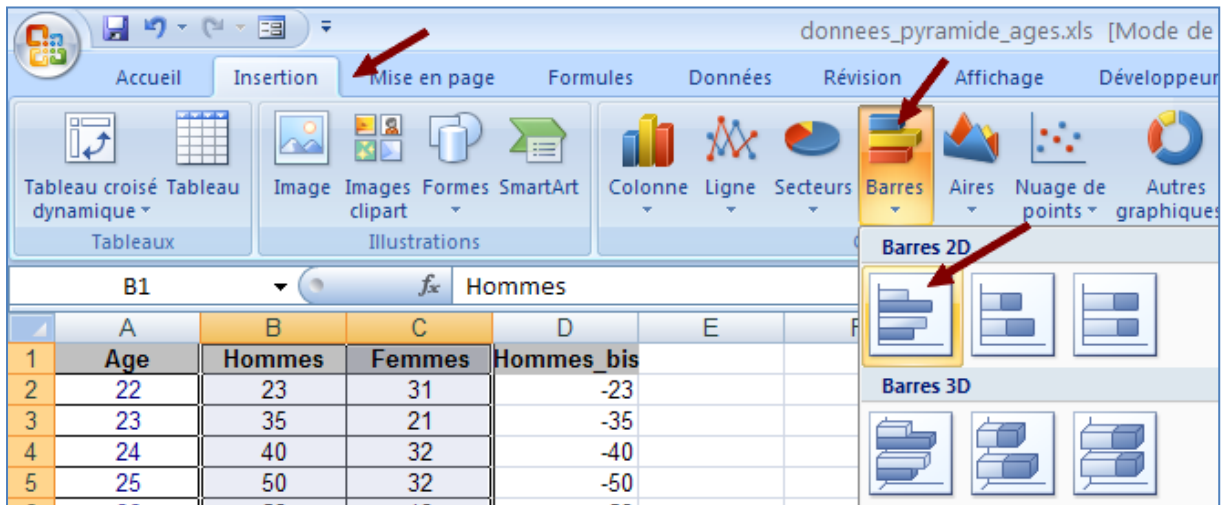 donnees_pyramide_ages.xls [Mode de
Accueil Insertion Mise en page Formules Données Révision Affichage Développeur
Tableau croisé dynamique
Tableau
Image
Images clipart
Formes
SmartArt
Colonne
Ligne
Secteurs
Barres
Aires
Nuage de points
Autres graphiques
Tableaux
Illustrations
Barres 2D
B1 fx Hommes
A B C D E F
1 Age Hommes Femmes Hommes_bis
2 22 23 31 -23
3 23 35 21 -35
4 24 40 32 -40
5 25 50 32 -50
Barres 3D